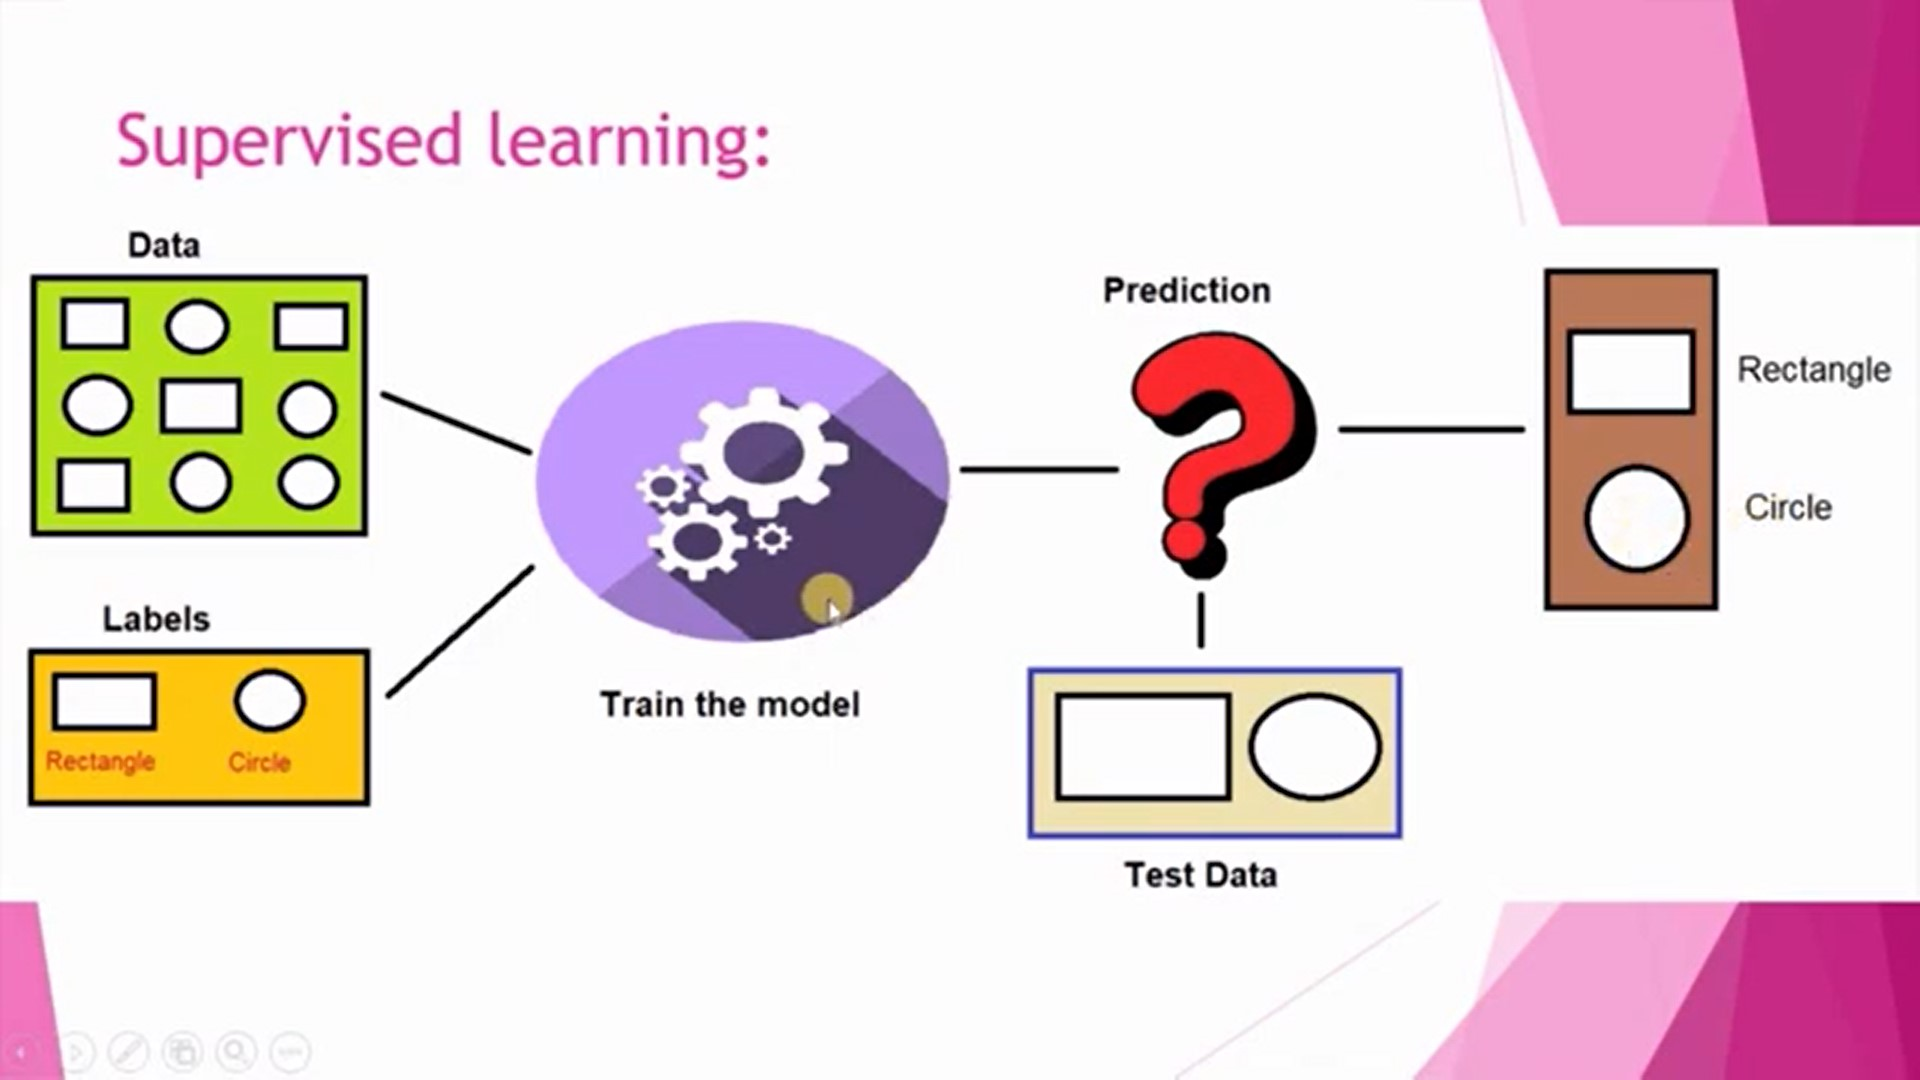 Supervised learning:
Data
Labels
Rectangle Circle
Train the model
Prediction
Test Data
Rectangle
Circle